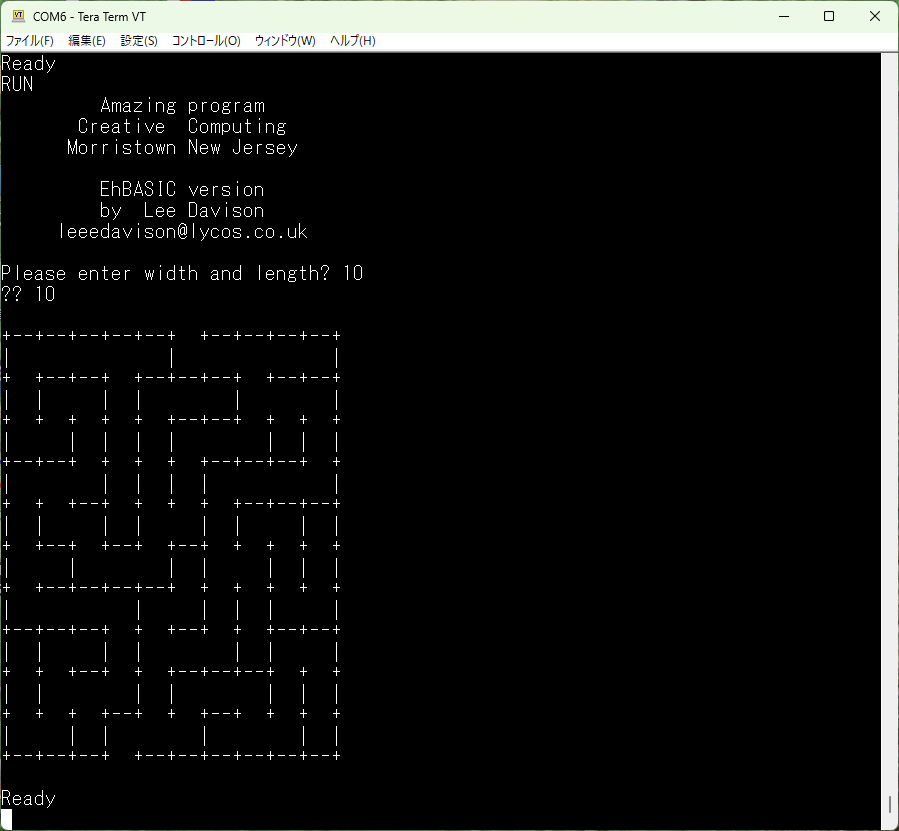 COM6 - Tera Term VT
ファイル(F) 編集(E) 設定(S) コントロール(O) ウィンドウ(W) ヘルプ(H)
Ready
RUN
         Amazing program
       Creative  Computing
      Morristown New Jersey

         EhBASIC version
         by  Lee Davison
     leeedavison@lycos.co.uk

Please enter width and length? 10
?? 10

+--+--+--+--+--+  +--+--+--+--+
|              |              |
+  +--+--+  +--+--+--+  +--+--+
|  |     |  |        |        |
+  +  +  +  +  +--+--+  +  +  +
|     |  |  |  |        |  |  |
+--+--+  +  +  +  +--+--+--+  +
|        |  |  |  |           |
+  +  +--+  +  +  +  +--+--+--+
|  |     |  |     |  |     |  |
+  +--+  +--+  +--+  +  +  +  +
|     |        |  |     |  |  |
+  +--+--+--+--+  +  +  +  +  +
|           |     |  |  |     |
+--+--+--+  +  +--+  +  +--+--+
|  |     |  |        |  |     |
+  +  +--+  +  +--+--+--+  +  +
|  |        |  |        |  |  |
+  +  +  +--+  +  +--+  +  +  +
|     |  |        |        |  |
+--+--+--+  +--+--+--+--+--+--+

Ready